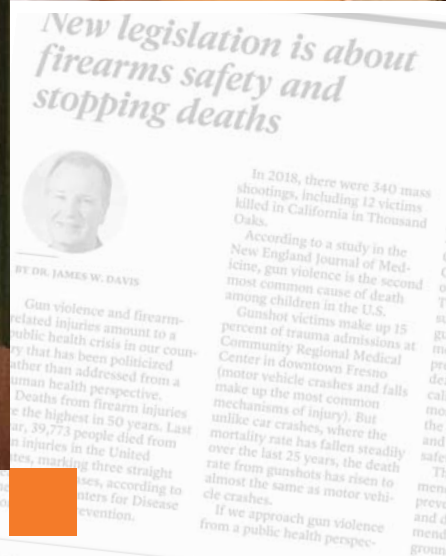 New legislation is about
firearms safety and
stopping deaths
BY DR. JAMES W. DAVIS
Gun violence and firearm-
related injuries amount to a
public health crisis in our coun-
ry that has been politicized
ather than addressed from a
uman health perspective.
Deaths from firearm injuries
e the highest in 50 years. Last
ar, 39,773 people died from
n injuries in the United
tes, marking three straight
ses, according to
nters for Disease
revention.
In 2018, there were 340 mass
shootings, including 12 victims
killed in California in Thousand
Oaks.
According to a study in the
New England Journal of Med-
icine, gun violence is the second
most common cause of death
among children in the U.S.
Gunshot victims make up 15
percent of trauma admissions at
Community Regional Medical
Center in downtown Fresno
(motor vehicle crashes and falls
make up the most common
mechanisms of injury). But
unlike car crashes, where the
mortality rate has fallen steadily
over the last 25 years, the death
rate from gunshots has risen to
almost the same as motor vehi-
cle crashes.
If we approach gun violence
from a public health perspec-